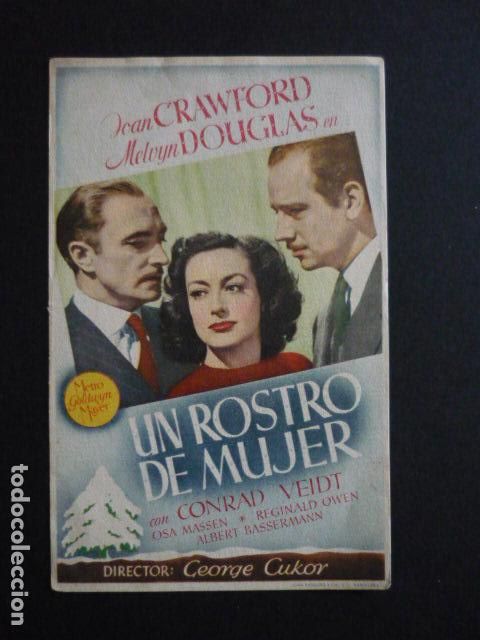 Joan CRAWFORD
Melvyn DOUGLAS en
Metro
Goldwyn
Mayer
UN ROSTRO
DE MUJER
con CONRAD VEIDT
OSA MASSEN * REGINALD OWEN
ALBERT BASSERMANN
DIRECTOR: George Cukor
todocoleccion